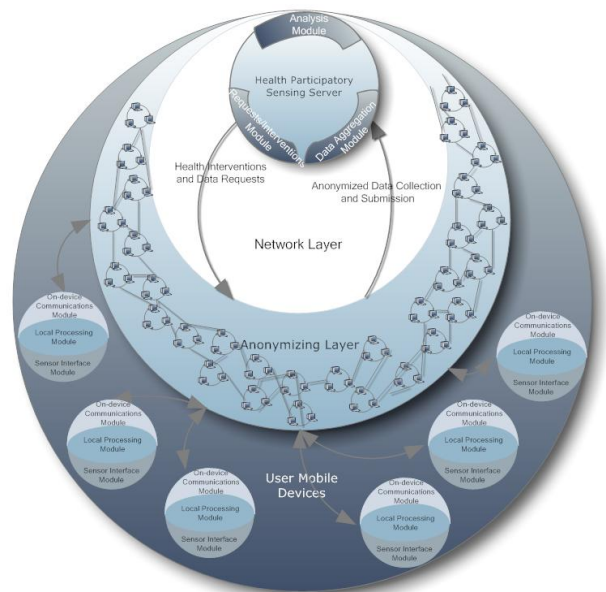 Analysis
Module
Health Participatory
Sensing Server
Requests/Interventions
Module
Data Aggregation
Module
Health Interventions
and Data Requests
Anonymized Data Collection
and Submission
Network Layer
Anonymizing Layer
On-device
Communications
Module
Local Processing
Module
Sensor Interface
Module
On-device
Communications
Module
Local Processing
Module
Sensor Interface
Module
On-device
Communications
Module
Local Processing
Module
Sensor Interface
Module
On-device
Communications
Module
Local Processing
Module
Sensor Interface
Module
On-device
Communications
Module
Local Processing
Module
Sensor Interface
Module
User Mobile
Devices
On-device
Communications
Module
Local Processing
Module
Sensor Interface
Module